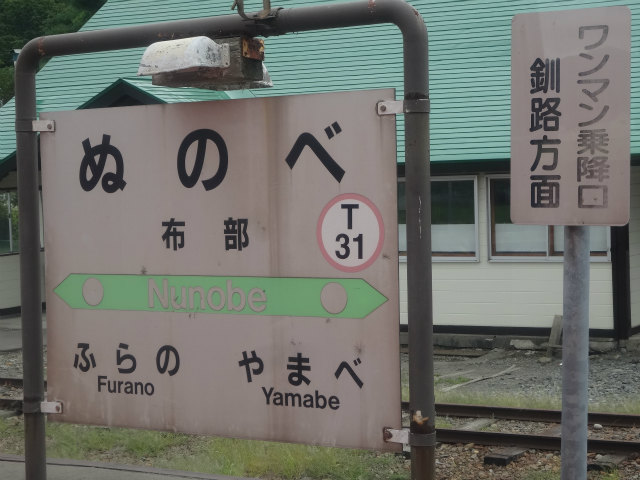 ぬのべ
布部
T
31
Nunobe
ふらの
Furano
やまべ
Yamabe
ワンマン乗降口
釧路方面